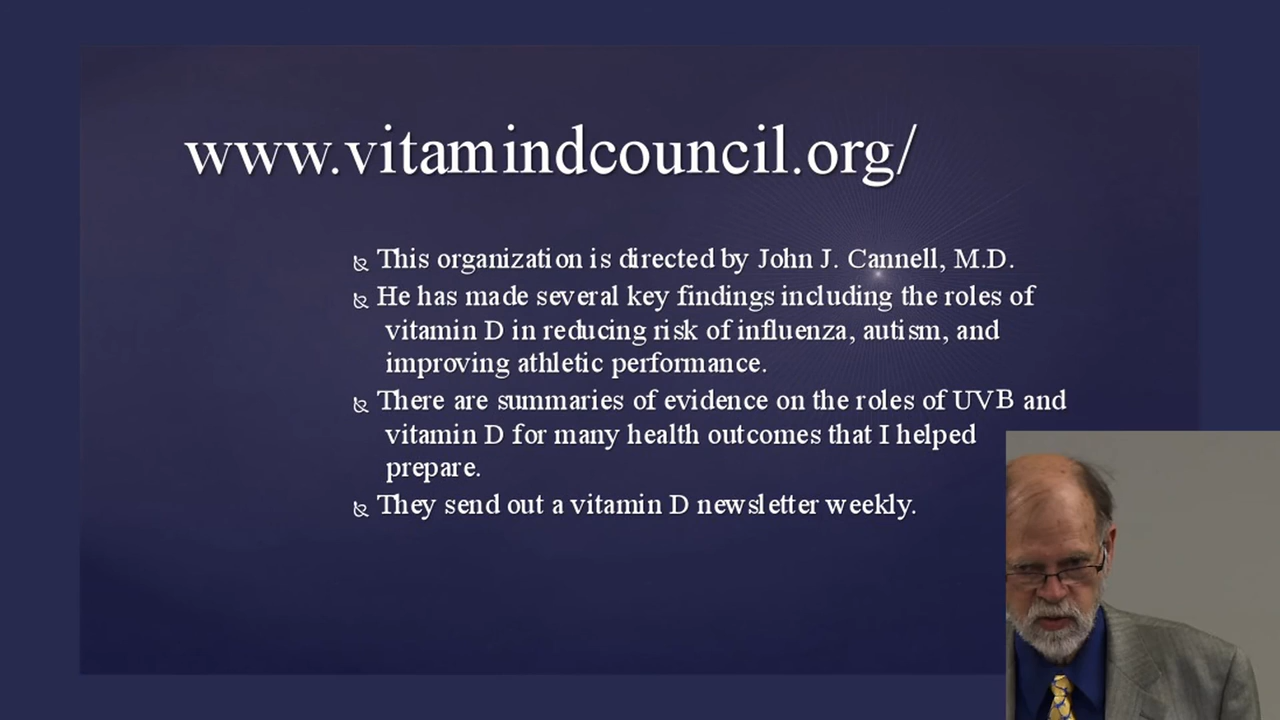 www.vitamindcouncil.org/
This organization is directed by John J. Cannell, M.D.
He has made several key findings including the roles of
vitamin D in reducing risk of influenza, autism, and
improving athletic performance.
There are summaries of evidence on the roles of UVB and
vitamin D for many health outcomes that I helped
prepare.
They send out a vitamin D newsletter weekly.